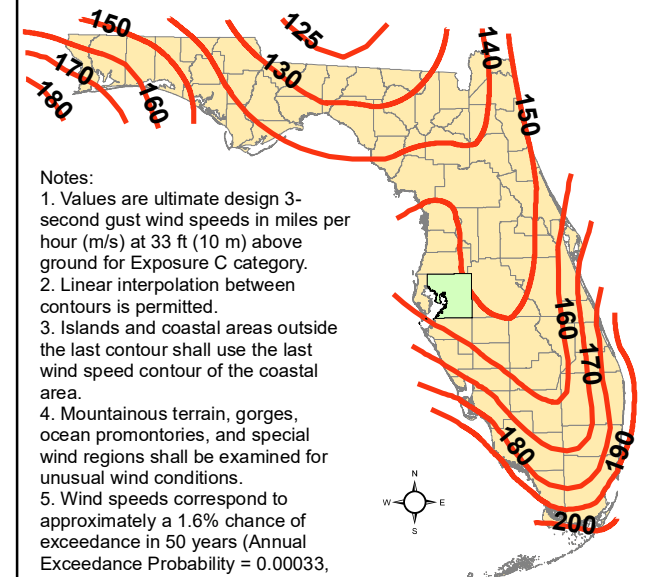 150
125
170
130
140
180
160
150
Notes:
1. Values are ultimate design 3-
second gust wind speeds in miles per
hour (m/s) at 33 ft (10 m) above
ground for Exposure C category.
2. Linear interpolation between
contours is permitted.
3. Islands and coastal areas outside
the last contour shall use the last
wind speed contour of the coastal
area.
4. Mountainous terrain, gorges,
ocean promontories, and special
wind regions shall be examined for
unusual wind conditions.
5. Wind speeds correspond to
approximately a 1.6% chance of
exceedance in 50 years (Annual
Exceedance Probability = 0.00033,
160
170
180
190
200
N
W E
S